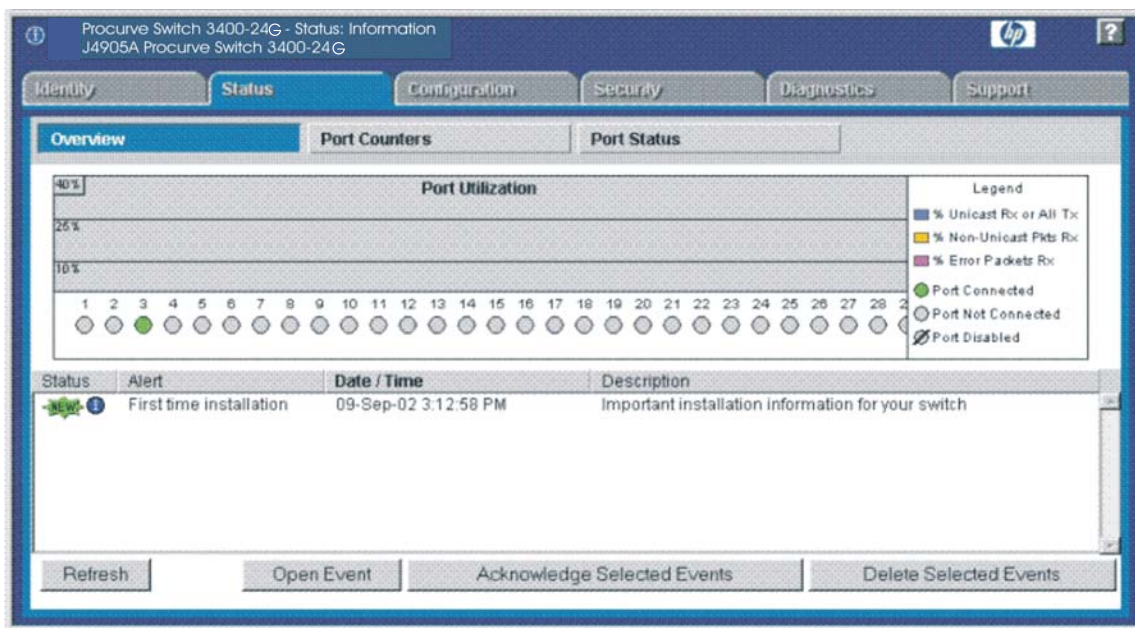 Procurve Switch 3400-24G - Status: Information
J4905A Procurve Switch 3400-24G
hp
?
Identity
Status
Configuration
Security
Diagnostics
Support
Overview
Port Counters
Port Status
40%
Port Utilization
25%
10%
1 2 3 4 5 6 7 8 9 10 11 12 13 14 15 16 17 18 19 20 21 22 23 24 25 26 27 28
Legend
% Unicast Rx or All Tx
% Non-Unicast Pkts Rx
% Error Packets Rx
Port Connected
Port Not Connected
Port Disabled
Status Alert Date / Time Description
NEW! First time installation 09-Sep-02 3:12:58 PM Important installation information for your switch
Refresh
Open Event
Acknowledge Selected Events
Delete Selected Events